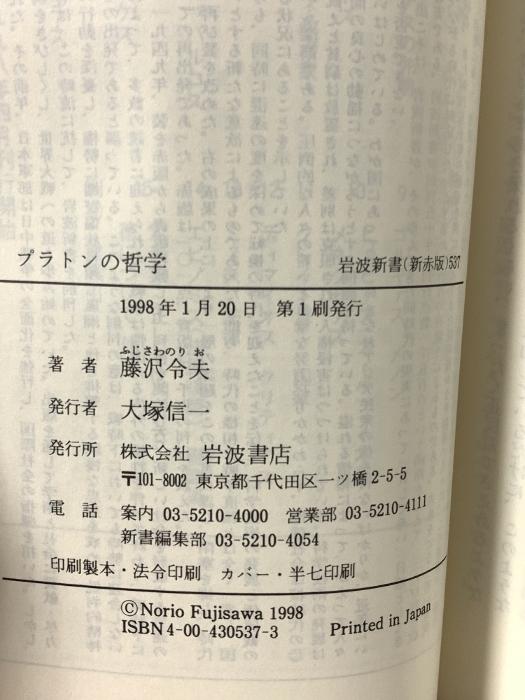 プラトンの哲学 岩波新書(新赤版)537
1998年1月20日 第1刷発行
ふじさわのり お
著者 藤沢令夫
発行者 大塚信一
発行所 株式会社 岩波書店
〒101-8002 東京都千代田区一ツ橋2-5-5
電話 案内 03-5210-4000 営業部 03-5210-4111
新書編集部 03-5210-4054
印刷製本・法令印刷 カバー・半七印刷
©Norio Fujisawa 1998
ISBN4-00-430537-3 Printed in Japan